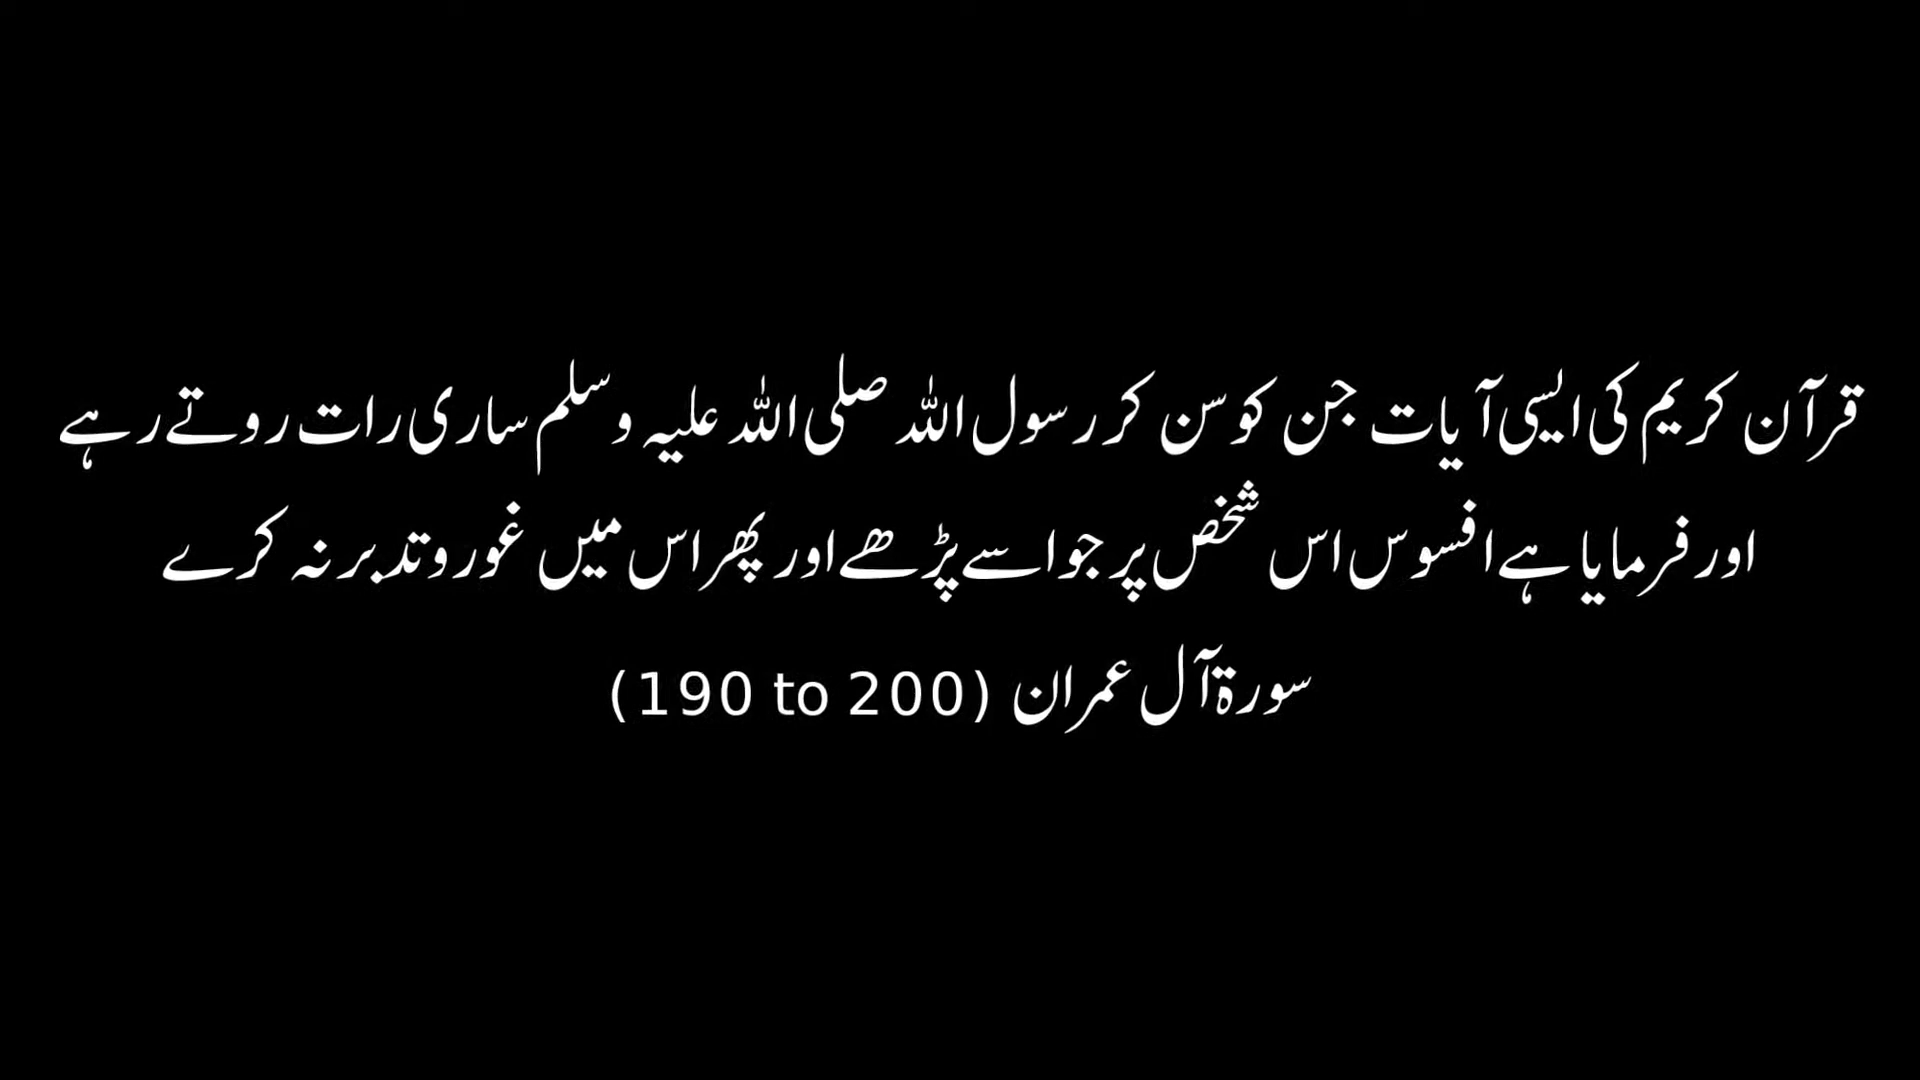 قرآن کریم کی ایسی آیات جن کو سن کر رسول اللہ صلی اللہ علیہ وسلم ساری رات روتے رہے
اور فرمایا ہے افسوس اس شخص پر جو اسے پڑھے اور پھر اس میں غور و تدبر نہ کرے
سورة آل عمران (190 to 200)